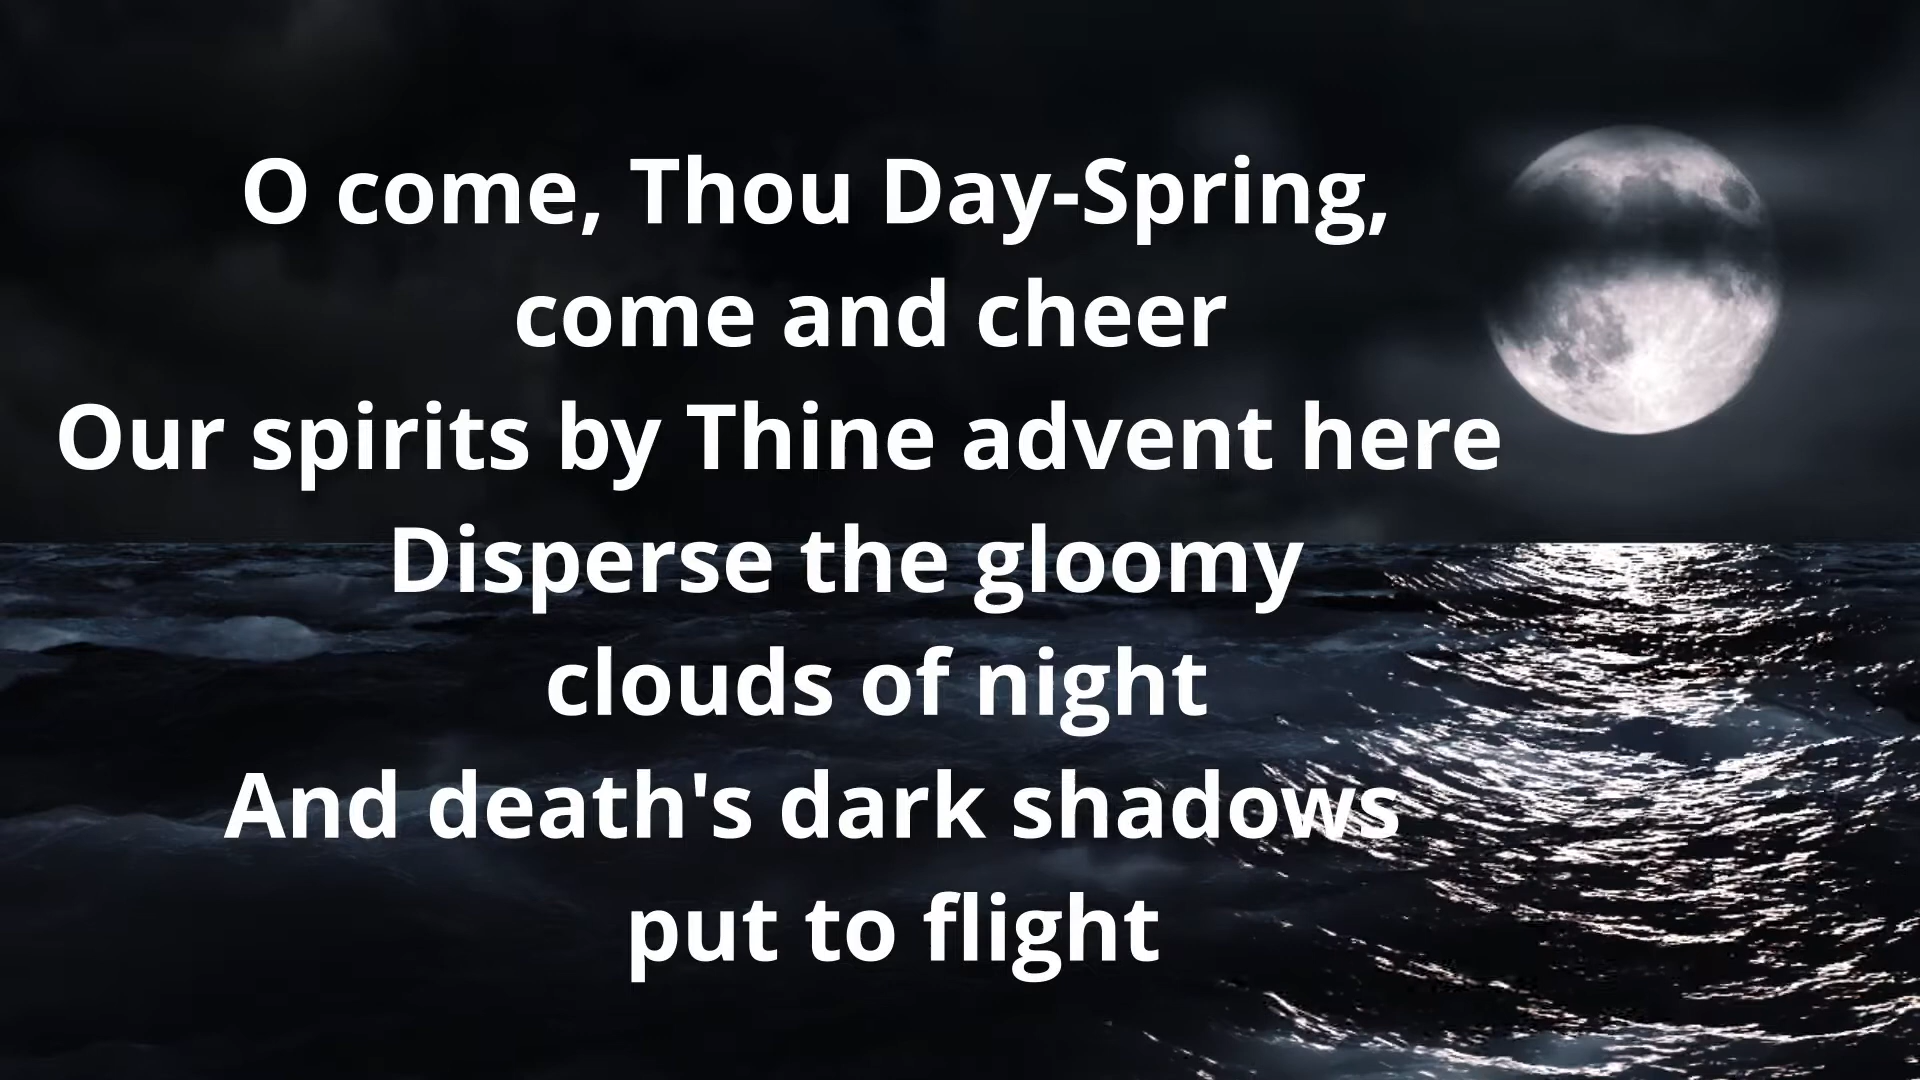 O come, Thou Day-Spring,
come and cheer
Our spirits by Thine advent here
Disperse the gloomy
clouds of night
And death's dark shadows
put to flight